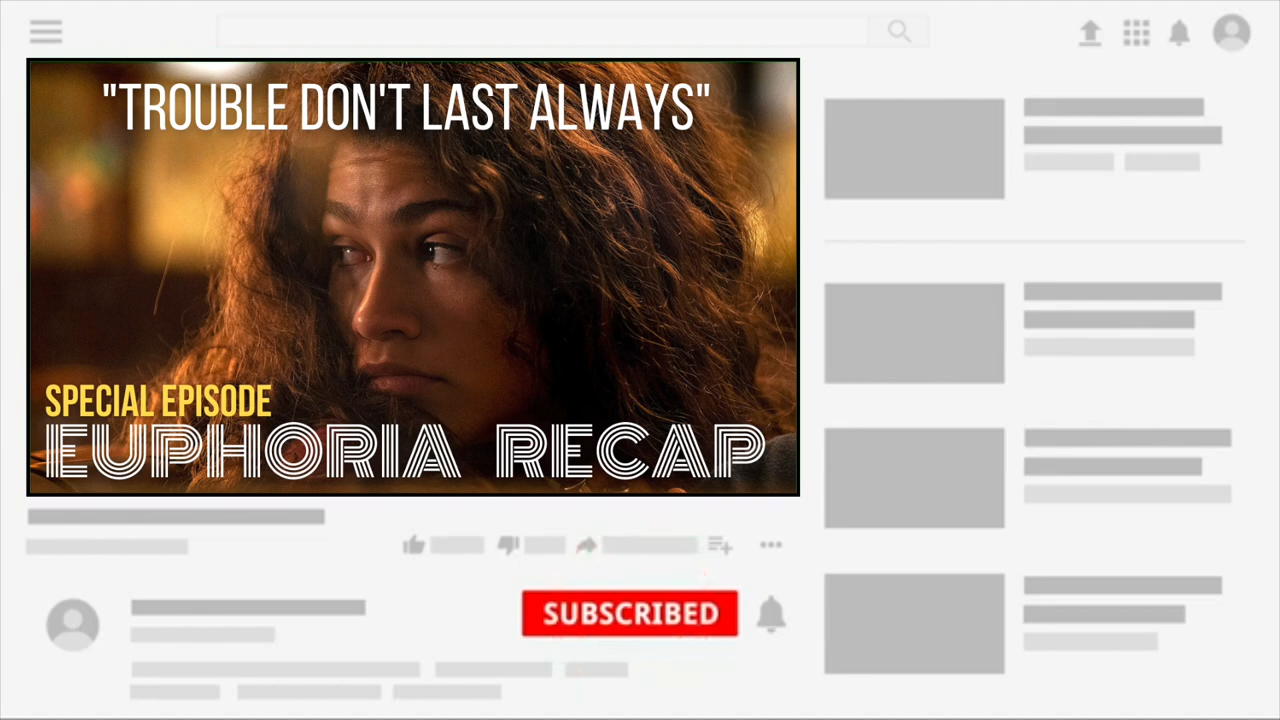 "TROUBLE DON'T LAST ALWAYS"
SPECIAL EPISODE
EUPHORIA RECAP
SUBSCRIBED